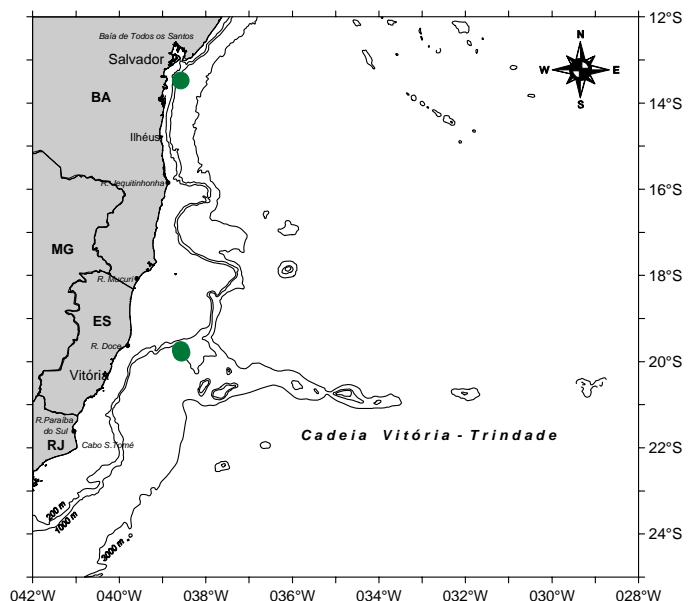 12°S
Baía de Todos os Santos
N
Salvador
W
E
BA
S
14°S
Ilhéus
R. Jequitinhonha
16°S
MG
R. Mucuri
18°S
ES
R. Doce
20°S
Vitória
R.Paraíba
do Sul
RJ
Cabo S.Tomé
Cadeia Vitória - Trindade
22°S
200 m
1000 m
3000 m
24°S
042°W 040°W 038°W 036°W 034°W 032°W 030°W 028°W